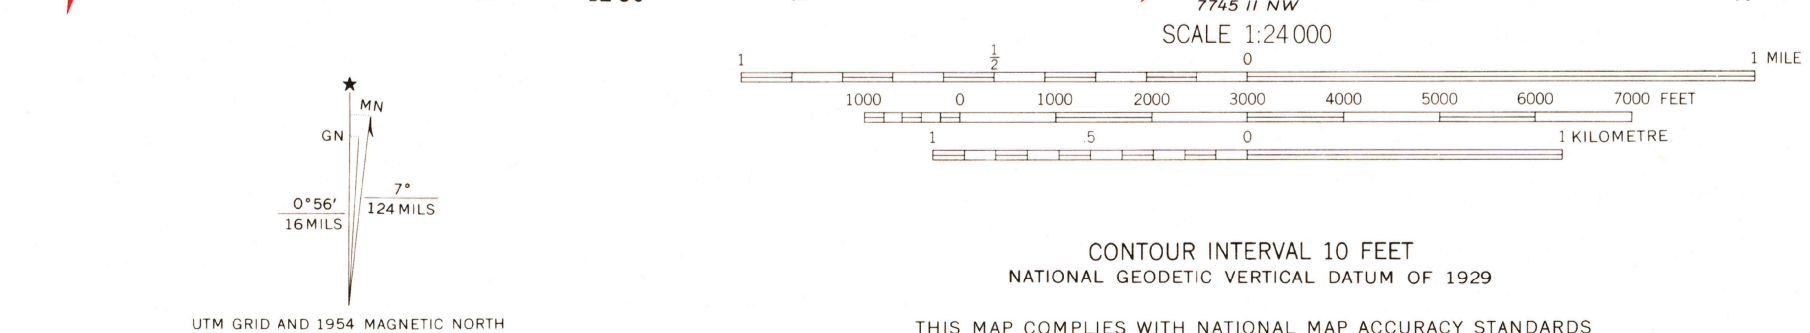 7745 II NW
SCALE 1:24 000
1 1/2 0 1 MILE
1000 0 1000 2000 3000 4000 5000 6000 7000 FEET
1 .5 0 1 KILOMETRE
★
MN
GN
0°56′
16 MILS
7°
124 MILS
UTM GRID AND 1954 MAGNETIC NORTH
CONTOUR INTERVAL 10 FEET
NATIONAL GEODETIC VERTICAL DATUM OF 1929
THIS MAP COMPLIES WITH NATIONAL MAP ACCURACY STANDARDS